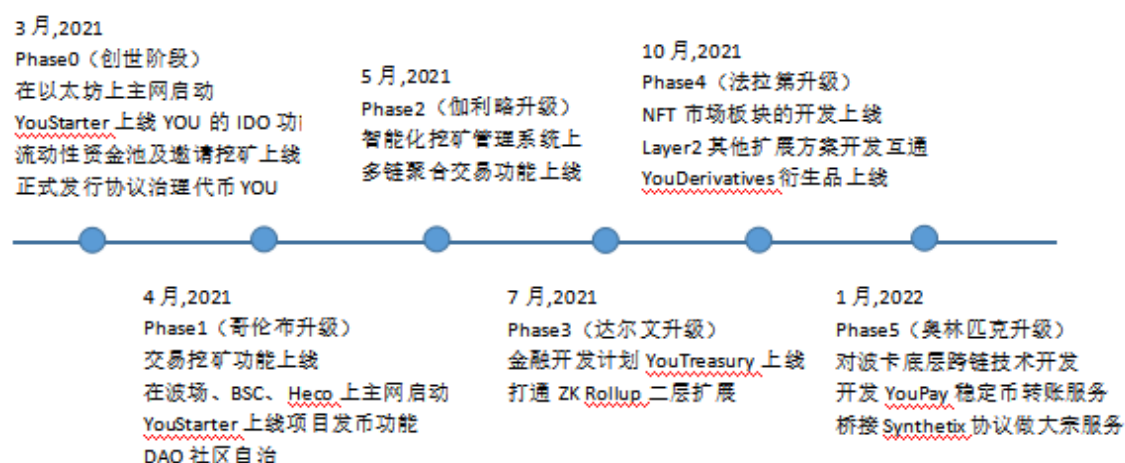 3 月,2021
Phase0（创世阶段）
在以太坊上主网启动
YouStarter 上线 YOU 的 IDO 功
流动性资金池及邀请挖矿上线
正式发行协议治理代币 YOU
4 月,2021
Phase1（哥伦布升级）
交易挖矿功能上线
在波场、BSC、Heco 上主网启动
YouStarter 上线项目发币功能
DAO 社区自治
5 月,2021
Phase2（伽利略升级）
智能化挖矿管理系统上
多链聚合交易功能上线
7 月,2021
Phase3（达尔文升级）
金融开发计划 YouTreasury 上线
打通 ZK Rollup 二层扩展
10 月,2021
Phase4（法拉第升级）
NFT 市场板块的开发上线
Layer2 其他扩展方案开发互通
YouDerivatives 衍生品上线
1 月,2022
Phase5（奥林匹克升级）
对波卡底层跨链技术开发
开发 YouPay 稳定币转账服务
桥接 Synthetix 协议做大宗服务